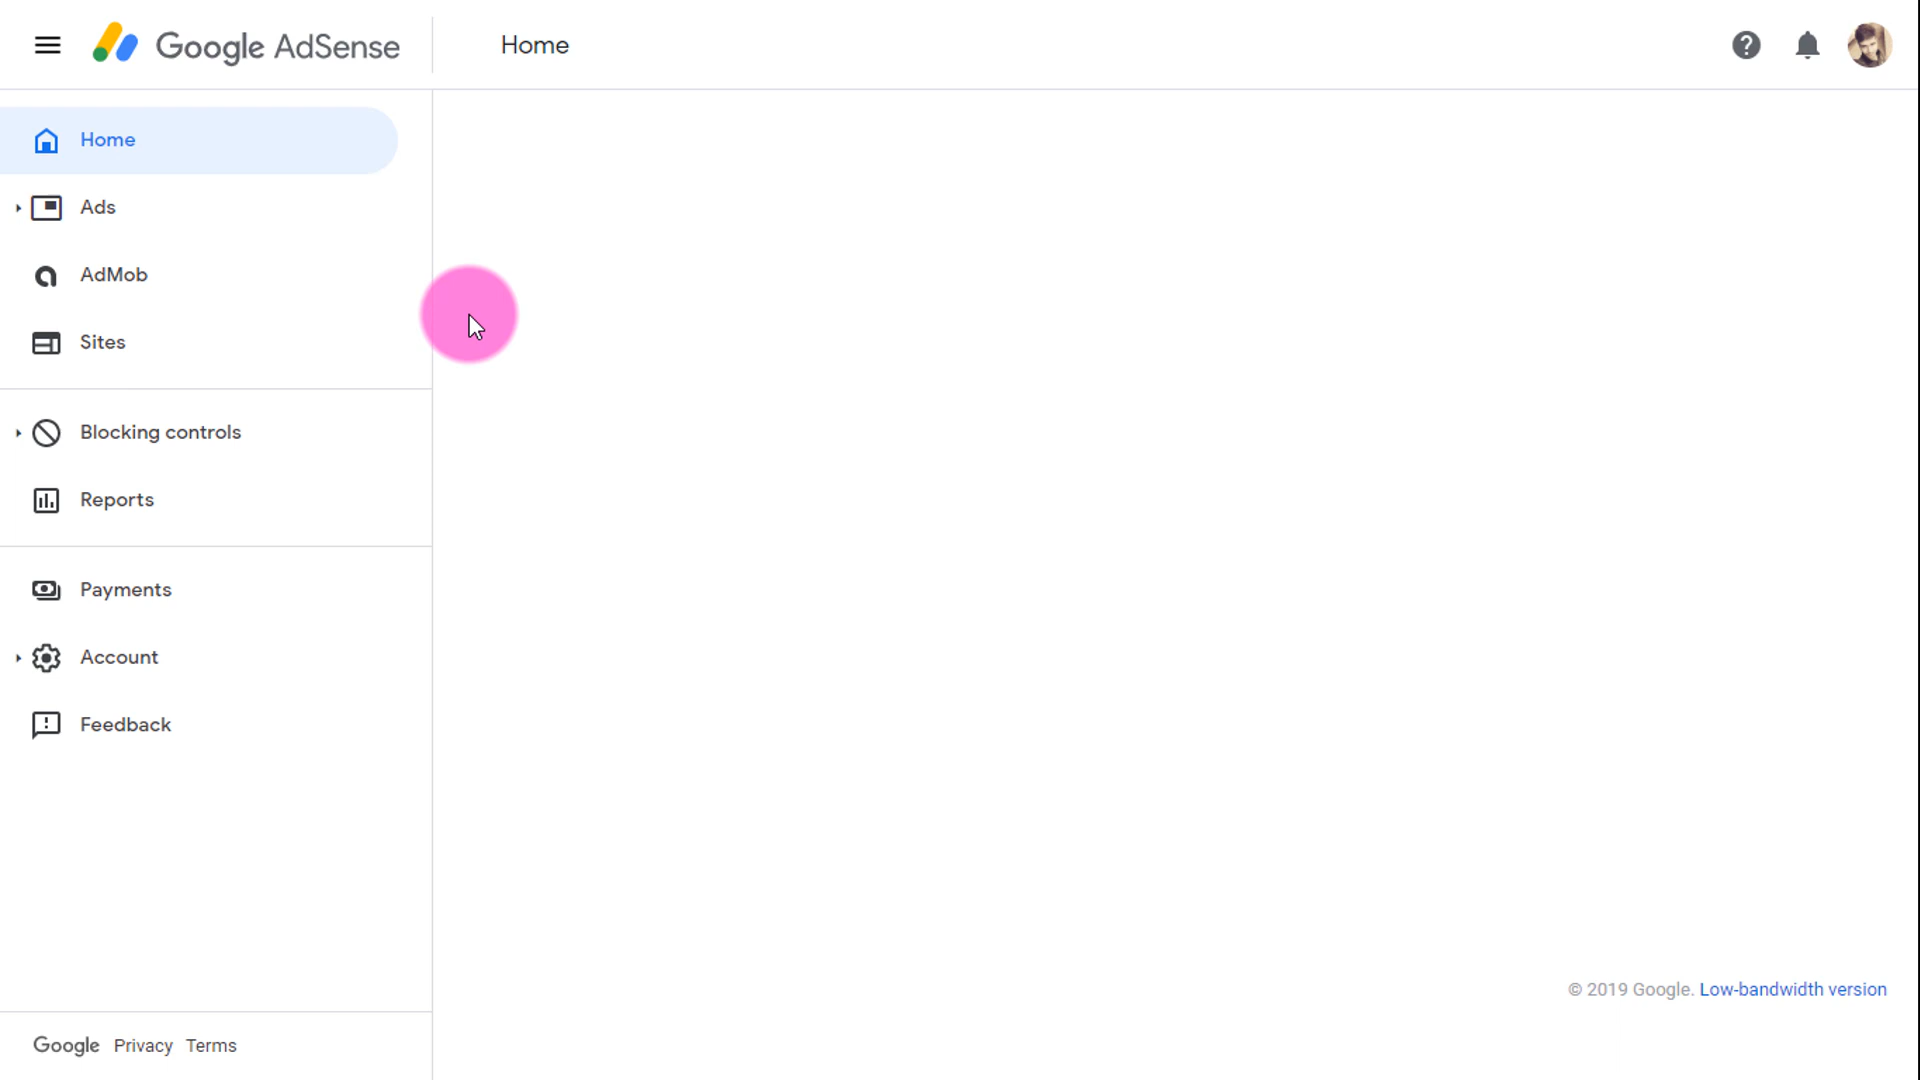 Google AdSense
Home
Home
Ads
AdMob
Sites
Blocking controls
Reports
Payments
Account
Feedback
© 2019 Google. Low-bandwidth version
Google Privacy Terms